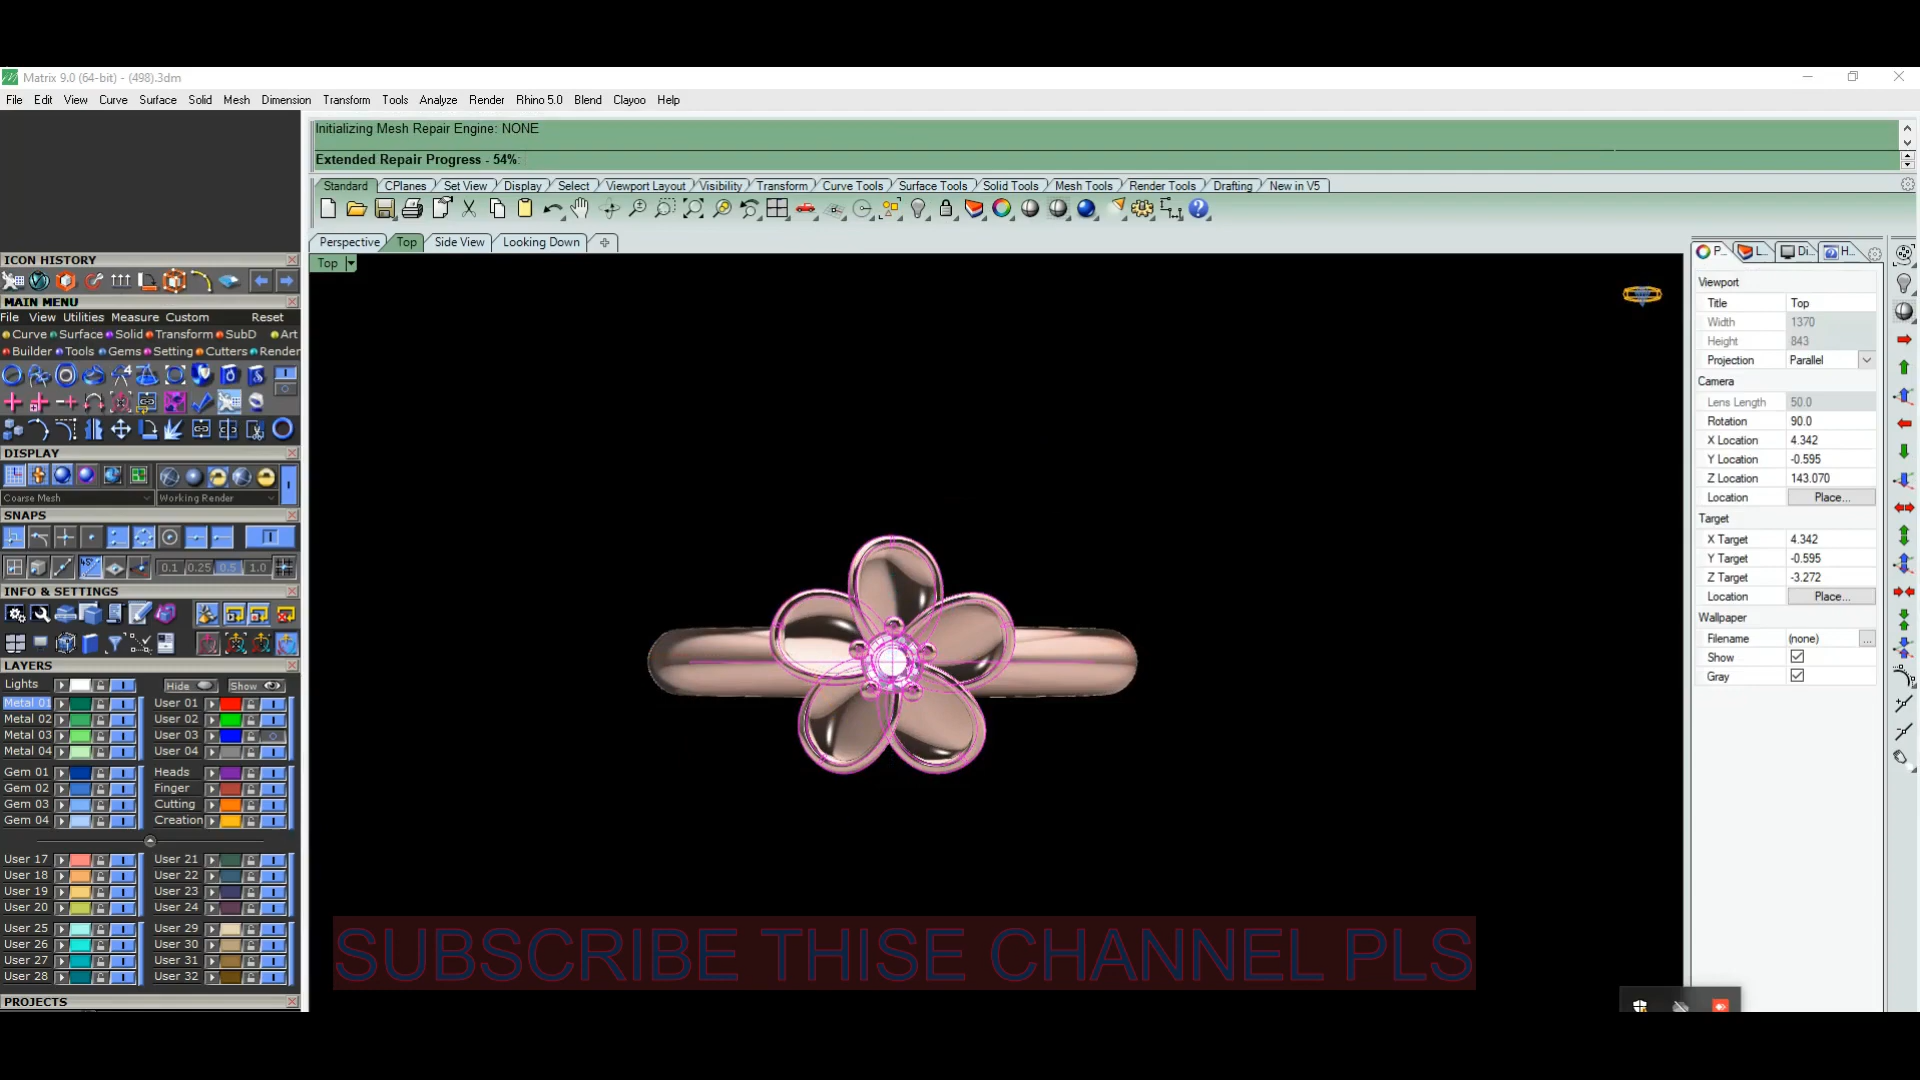 Matrix 9.0 (64-bit) - (498).3dm
File Edit View Curve Surface Solid Mesh Dimension Transform Tools Analyze Render Rhino 5.0 Blend Clayoo Help
Initializing Mesh Repair Engine: NONE
Extended Repair Progress - 54%:
Standard CPlanes Set View Display Select Viewport Layout Visibility Transform Curve Tools Surface Tools Solid Tools Mesh Tools Render Tools Drafting New in V5
Perspective Top Side View Looking Down
Top
ICON HISTORY
MAIN MENU
File View Utilities Measure Custom Reset
Curve Surface Solid Transform SubD Art
Builder Tools Gems Setting Cutters Render
DISPLAY
Coarse Mesh Working Render
SNAPS
45°
0.1 0.25 0.5 1.0
INFO & SETTINGS
LAYERS
Lights Hide Show
Metal 01 User 01
Metal 02 User 02
Metal 03 User 03
Metal 04 User 04
Gem 01 Heads
Gem 02 Finger
Gem 03 Cutting
Gem 04 Creation
User 17 User 21
User 18 User 22
User 19 User 23
User 20 User 24
User 25 User 29
User 26 User 30
User 27 User 31
User 28 User 32
PROJECTS
P... L... Di... H...
Viewport
Title Top
Width 1370
Height 843
Projection Parallel
Camera
Lens Length 50.0
Rotation 90.0
X Location 4.342
Y Location -0.595
Z Location 143.070
Location Place...
Target
X Target 4.342
Y Target -0.595
Z Target -3.272
Location Place...
Wallpaper
Filename (none) ...
Show
Gray
SUBSCRIBE THISE CHANNEL PLS